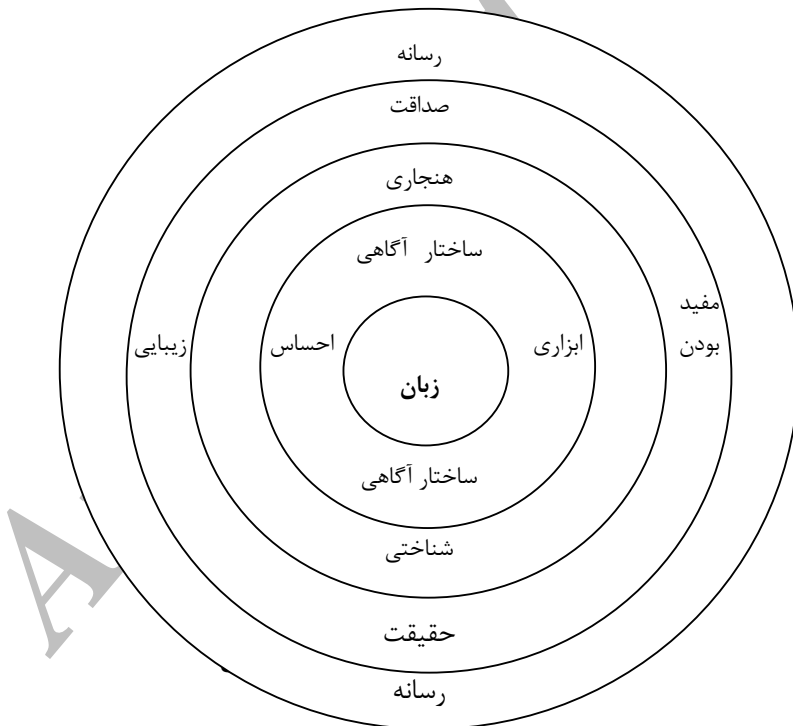 رسانه
صداقت
هنجاری
ساختار آگاهی
مفید
بودن
ابزاری
احساس
زیبایی
زبان
ساختار آگاهی
شناختی
حقیقت
رسانه
A